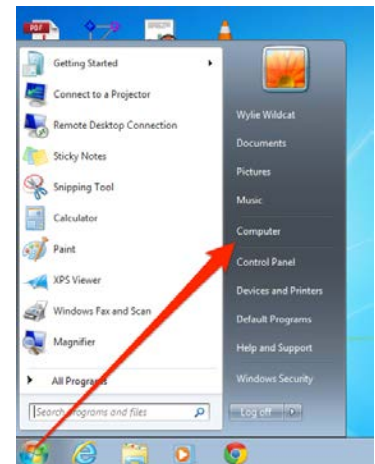 PDF
Getting Started
Connect to a Projector
Remote Desktop Connection
Sticky Notes
Snipping Tool
Calculator
Paint
XPS Viewer
Windows Fax and Scan
Magnifier
All Programs
Search programs and files
Wylie Wildcat
Documents
Pictures
Music
Computer
Control Panel
Devices and Printers
Default Programs
Help and Support
Windows Security
Log off